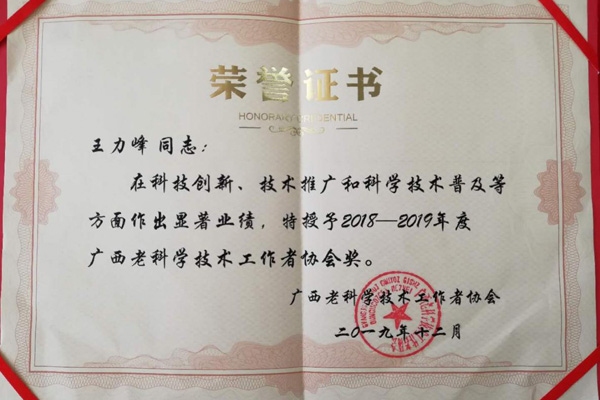 荣誉证书
HONORARY CREDENTIAL
王力峰 同志：
在科技创新、技术推广和科学技术普及等
方面作出显著业绩，特授予2018—2019年度
广西老科学技术工作者协会奖。
广西老科学技术工作者协会
二〇一九年十二月